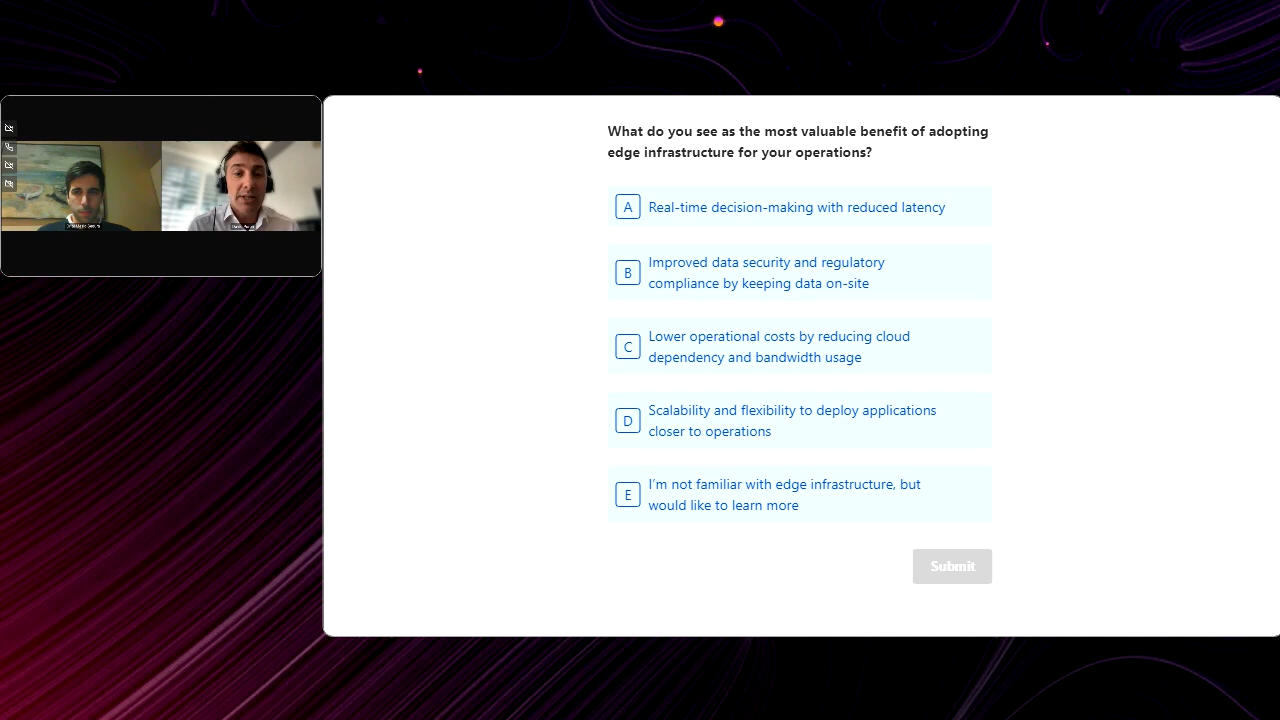 What do you see as the most valuable benefit of adopting
edge infrastructure for your operations?
A Real-time decision-making with reduced latency
B Improved data security and regulatory
compliance by keeping data on-site
C Lower operational costs by reducing cloud
dependency and bandwidth usage
D Scalability and flexibility to deploy applications
closer to operations
E I’m not familiar with edge infrastructure, but
would like to learn more
Submit